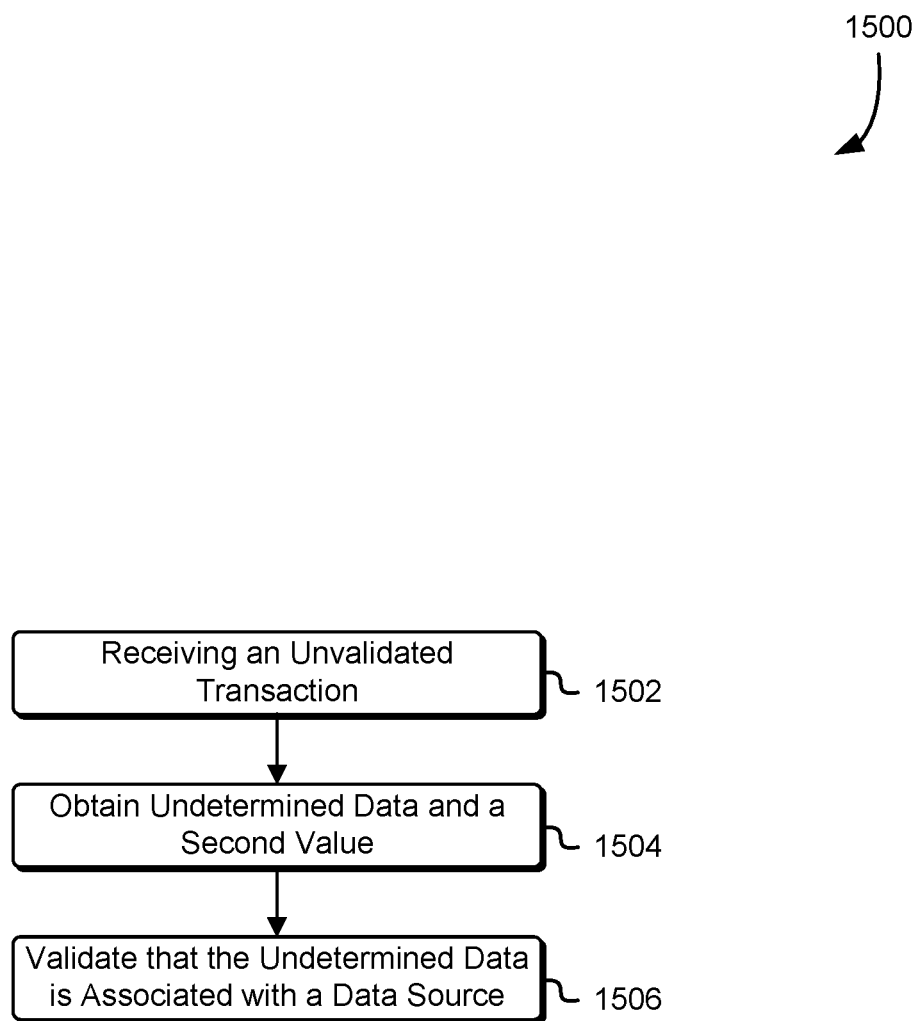 1500
Receiving an Unvalidated
Transaction
1502
Obtain Undetermined Data and a
Second Value
1504
Validate that the Undetermined Data
is Associated with a Data Source
1506